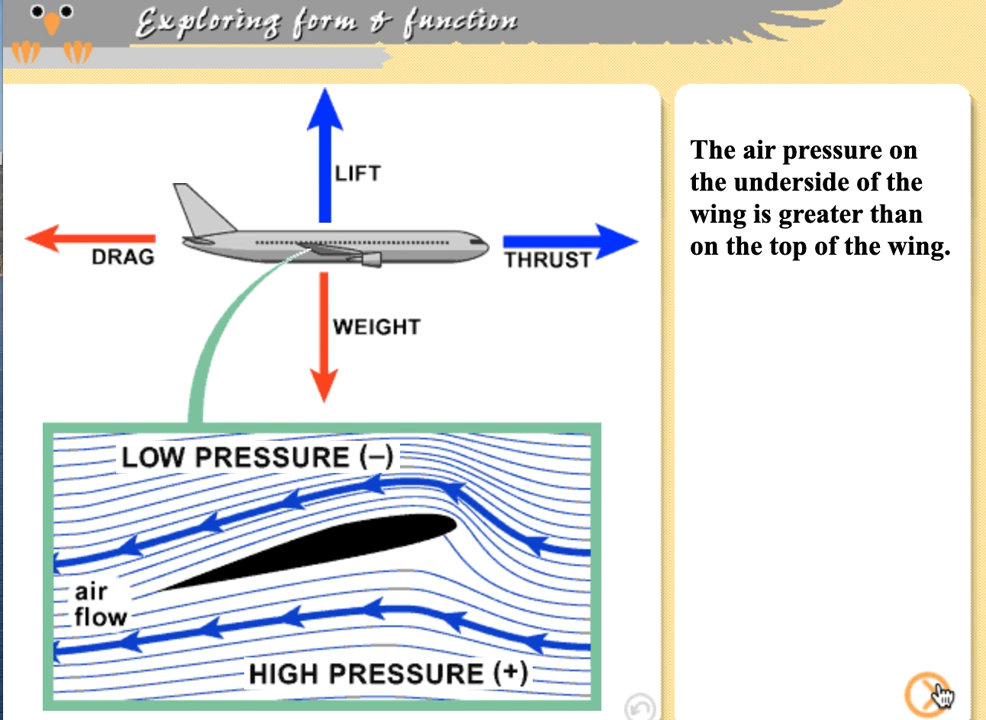 Exploring form & function
LIFT
DRAG
THRUST
WEIGHT
LOW PRESSURE (–)
air
flow
HIGH PRESSURE (+)
The air pressure on
the underside of the
wing is greater than
on the top of the wing.